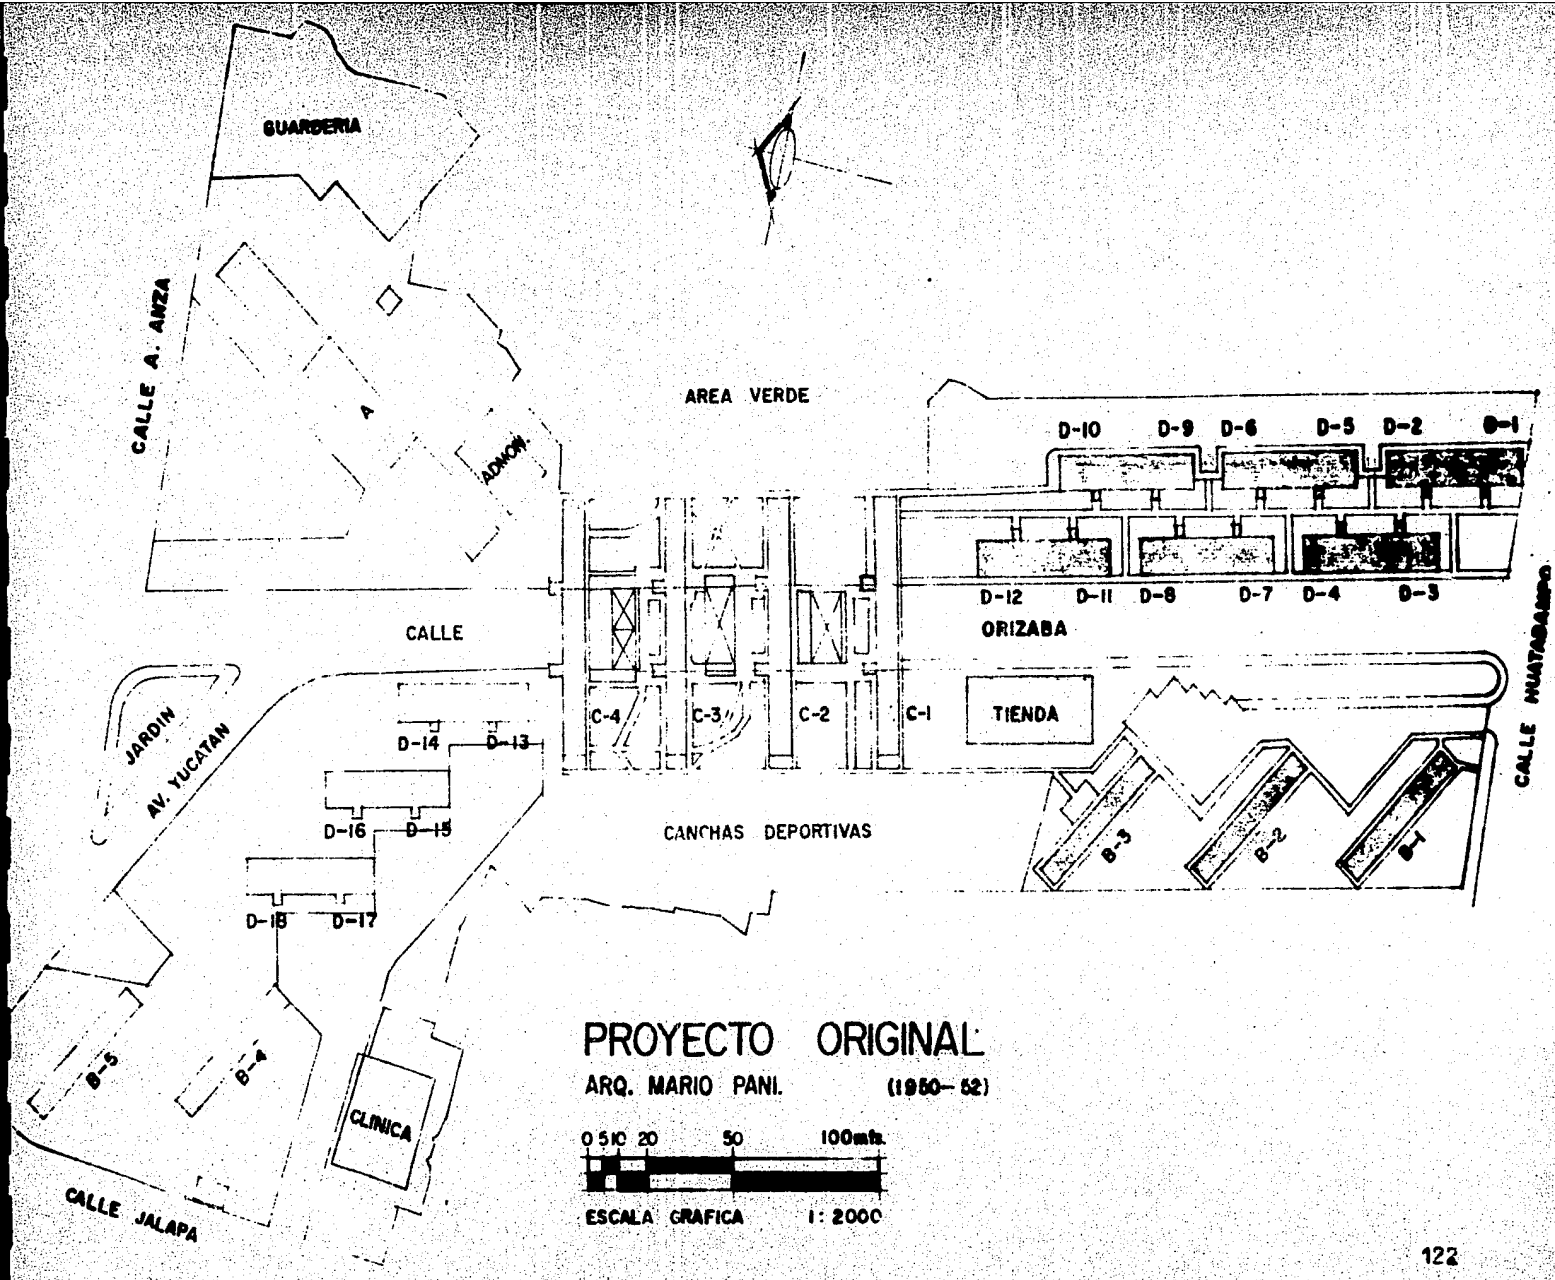 GUARDERIA
CALLE A. ANZA
A
ADMON.
AREA VERDE
D-10 D-9 D-6 D-5 D-2 D-1
D-12 D-11 D-8 D-7 D-4 D-3
CALLE
ORIZABA
CALLE HUATABAMPO
JARDIN
AV. YUCATAN
C-4 C-3 C-2 C-1
TIENDA
D-14 D-13
D-16 D-15
CANCHAS DEPORTIVAS
B-3 B-2 B-1
D-18 D-17
B-5 B-4
CLINICA
CALLE JALAPA
PROYECTO ORIGINAL
ARQ. MARIO PANI. (1950-52)
0 5 10 20 50 100mts.
ESCALA GRAFICA 1:2000
122